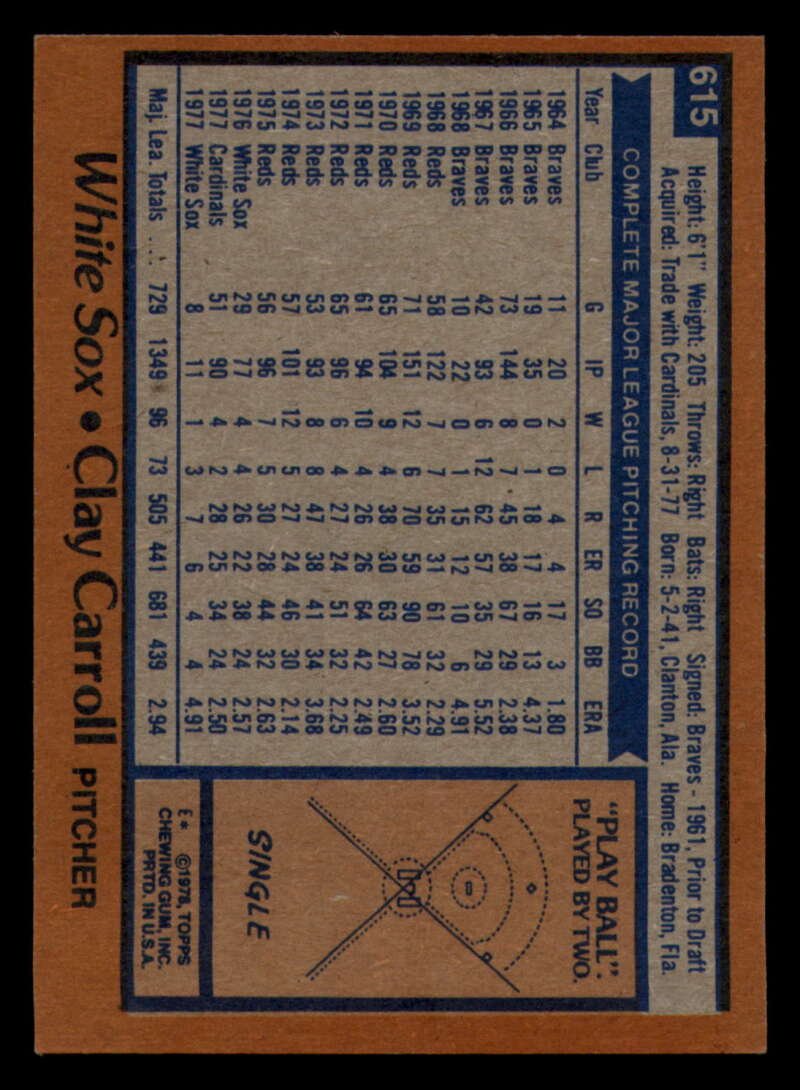 615
Height: 6'1" Weight: 205 Throws: Right Bats: Right Signed: Braves - 1961, Prior to Draft
Acquired: Trade with Cardinals, 8-31-77 Born: 5-2-41, Clanton, Ala. Home: Bradenton, Fla.
COMPLETE MAJOR LEAGUE PITCHING RECORD
Year Club G IP W L R ER SO BB ERA
1964 Braves 11 20 2 0 4 4 17 3 1.80
1965 Braves 19 35 0 1 18 17 16 13 4.37
1966 Braves 73 144 8 7 45 38 67 29 2.38
1967 Braves 42 93 6 12 62 57 35 29 5.52
1968 Braves 10 22 0 1 15 12 10 6 4.91
1968 Reds 58 122 7 7 35 31 61 32 2.29
1969 Reds 71 151 12 6 70 59 90 78 3.52
1970 Reds 65 104 9 4 38 30 63 27 2.60
1971 Reds 61 94 10 4 26 26 64 42 2.49
1972 Reds 65 96 6 4 27 24 51 32 2.25
1973 Reds 53 93 8 8 47 38 41 34 3.68
1974 Reds 57 101 12 5 27 24 46 30 2.14
1975 Reds 56 96 7 5 30 28 44 32 2.63
1976 White Sox 29 77 4 4 26 22 38 24 2.57
1977 Cardinals 51 90 4 2 28 25 34 24 2.50
1977 White Sox 8 11 1 3 7 6 4 4 4.91
Maj. Lea. Totals .... 729 1349 96 73 505 441 681 439 2.94
"PLAY BALL":
PLAYED BY TWO.
SINGLE
E* ©1978, TOPPS
CHEWING GUM, INC.
PRTD. IN U.S.A.
White Sox • Clay Carroll PITCHER